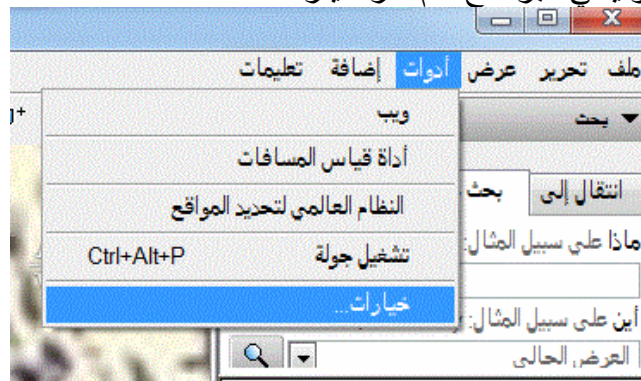 ملف تحرير عرض أدوات إضافة تعليمات
ويب
أداة قياس المسافات
النظام العالمي لتحديد المواقع
تشغيل جولة Ctrl+Alt+P
خيارات...
بحث
انتقال إلى بحث
ماذا على سبيل المثال:
أين على سبيل المثال:
العرض الحالي